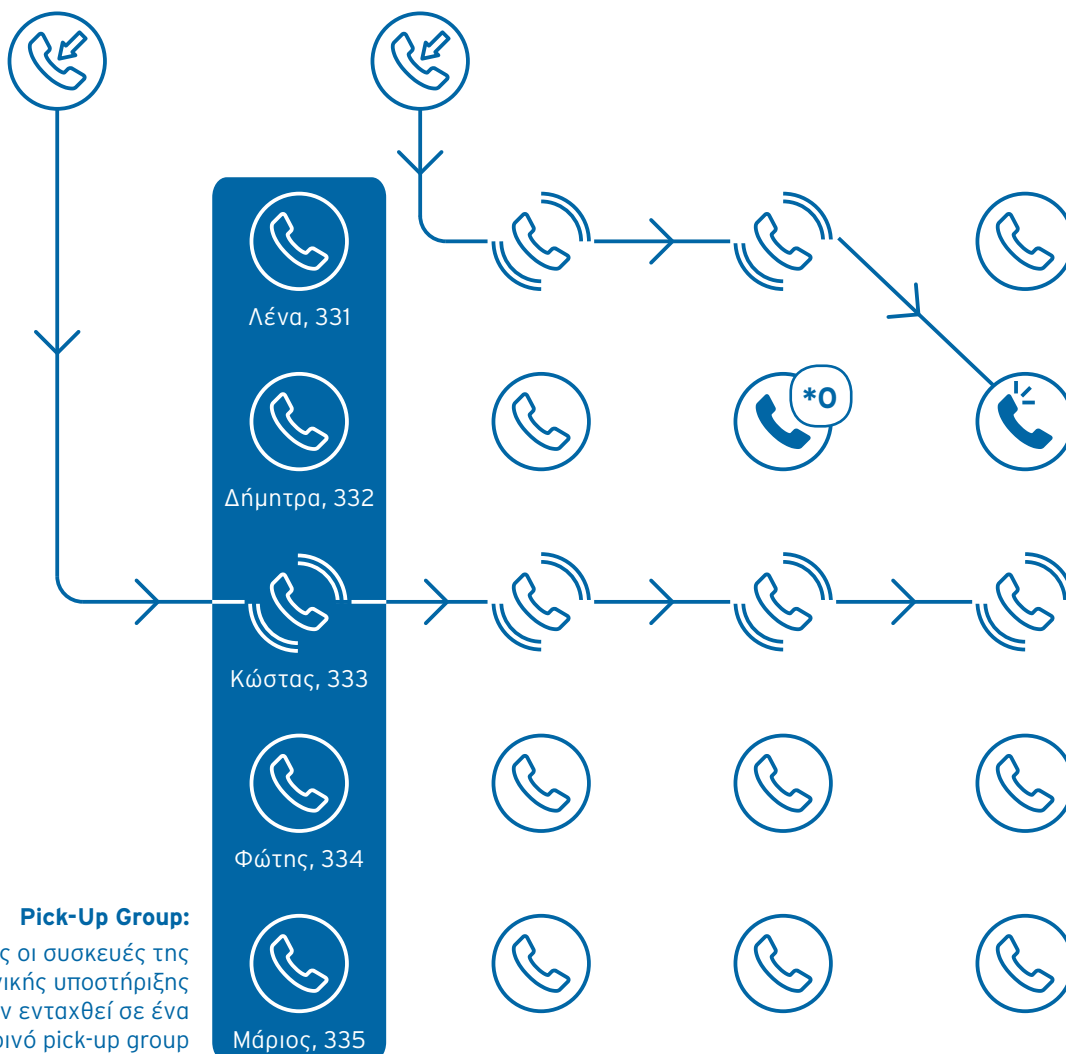 Λένα, 331
Δήμητρα, 332
*0
Κώστας, 333
Φώτης, 334
Pick-Up Group:
οι συσκευές της
υποστήριξης
ενταχθεί σε ένα
pick-up group
Μάριος, 335